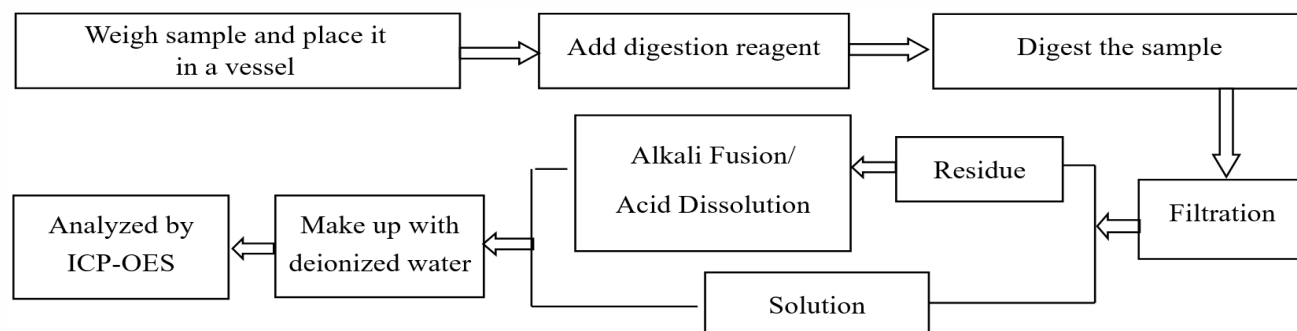 Weigh sample and place it
in a vessel
Add digestion reagent
Digest the sample
Filtration
Residue
Alkali Fusion/
Acid Dissolution
Solution
Make up with
deionized water
Analyzed by
ICP-OES